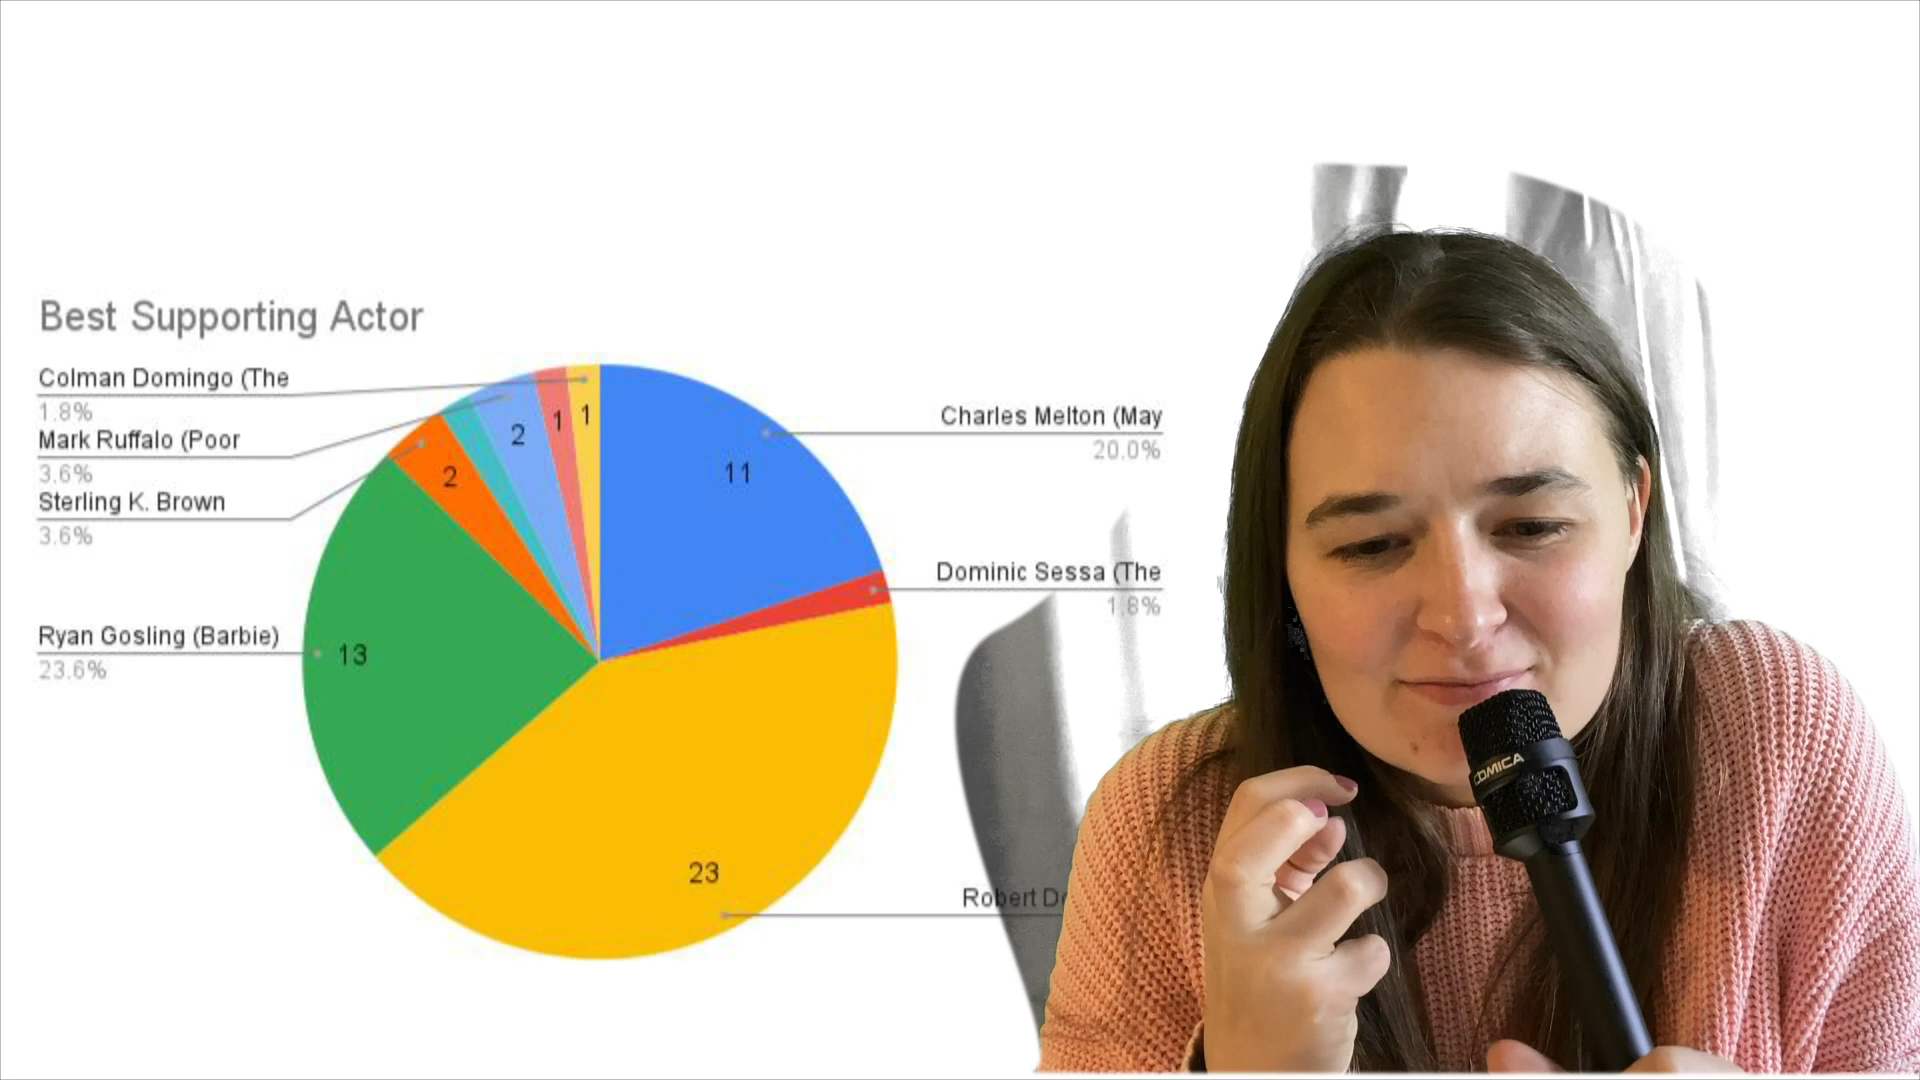 Best Supporting Actor
Colman Domingo (The
1.8%
Mark Ruffalo (Poor
3.6%
Sterling K. Brown
3.6%
Ryan Gosling (Barbie)
23.6%
Charles Melton (May
20.0%
Dominic Sessa (The
1.8%
Robert
11
23
13
2
2
1
1
COMICA